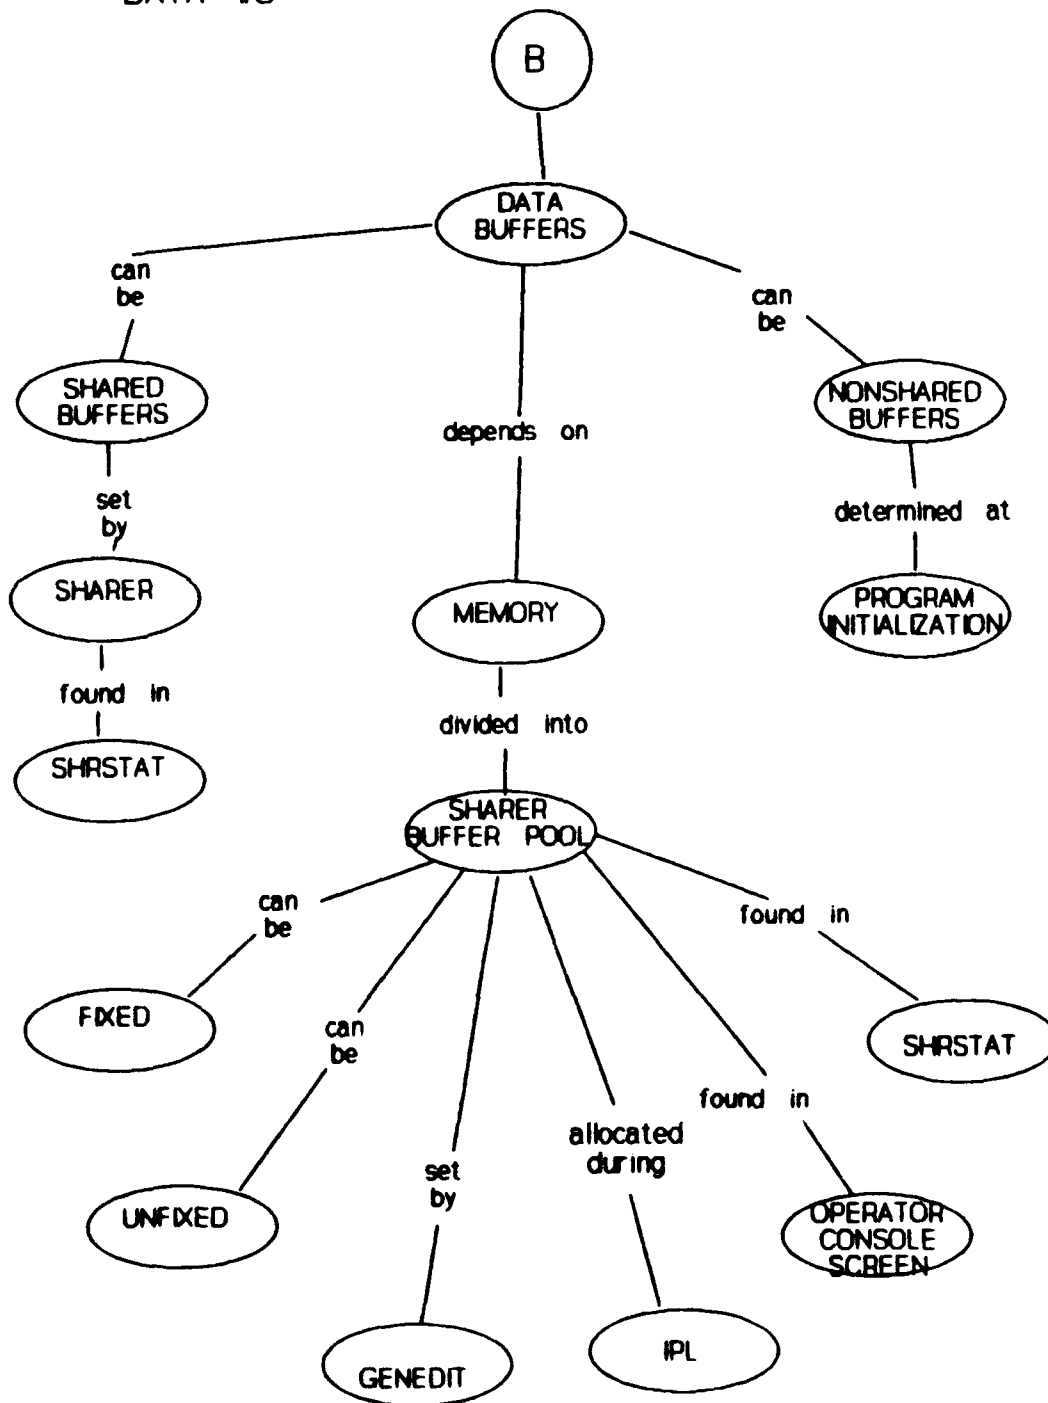 DATA I/O
B
DATA
BUFFERS
can
be
can
be
SHARED
BUFFERS
NONSHARED
BUFFERS
depends on
set
by
determined at
SHARER
MEMORY
PROGRAM
INITIALIZATION
found in
divided into
SHRSTAT
SHARER
BUFFER POOL
can
be
found in
FIXED
can
be
SHRSTAT
found in
allocated
during
set
by
UNFIXED
OPERATOR
CONSOLE
SCREEN
GENEDIT
IPL